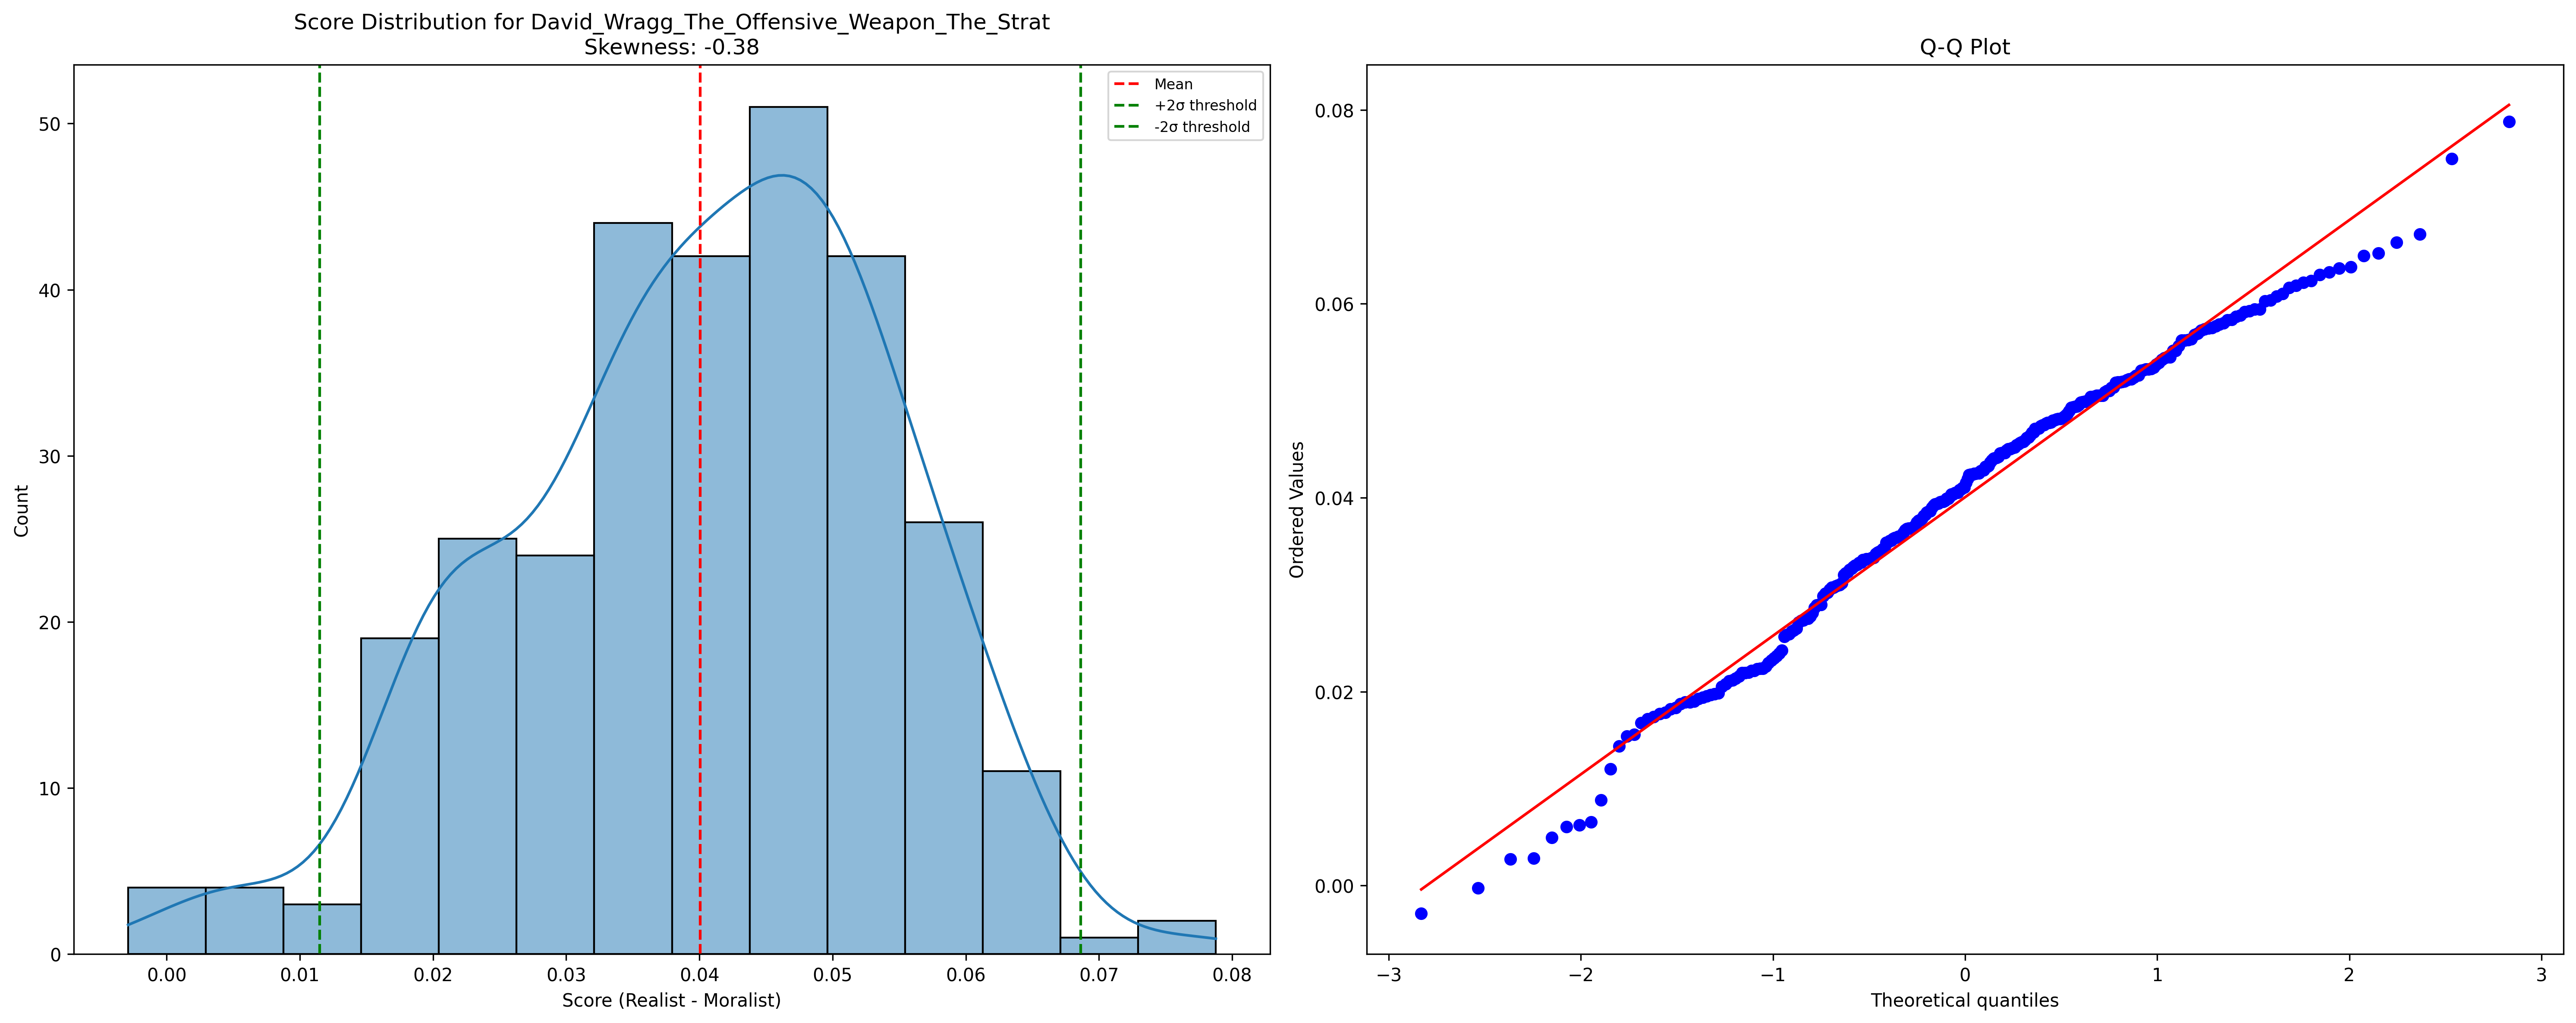 Score Distribution for David_Wragg_The_Offensive_Weapon_The_Strat
Skewness: -0.38
Mean
+2σ threshold
-2σ threshold
Count
50
40
30
20
10
0
0.00 0.01 0.02 0.03 0.04 0.05 0.06 0.07 0.08
Score (Realist - Moralist)
Q-Q Plot
Ordered Values
0.08
0.06
0.04
0.02
0.00
−3 −2 −1 0 1 2 3
Theoretical quantiles